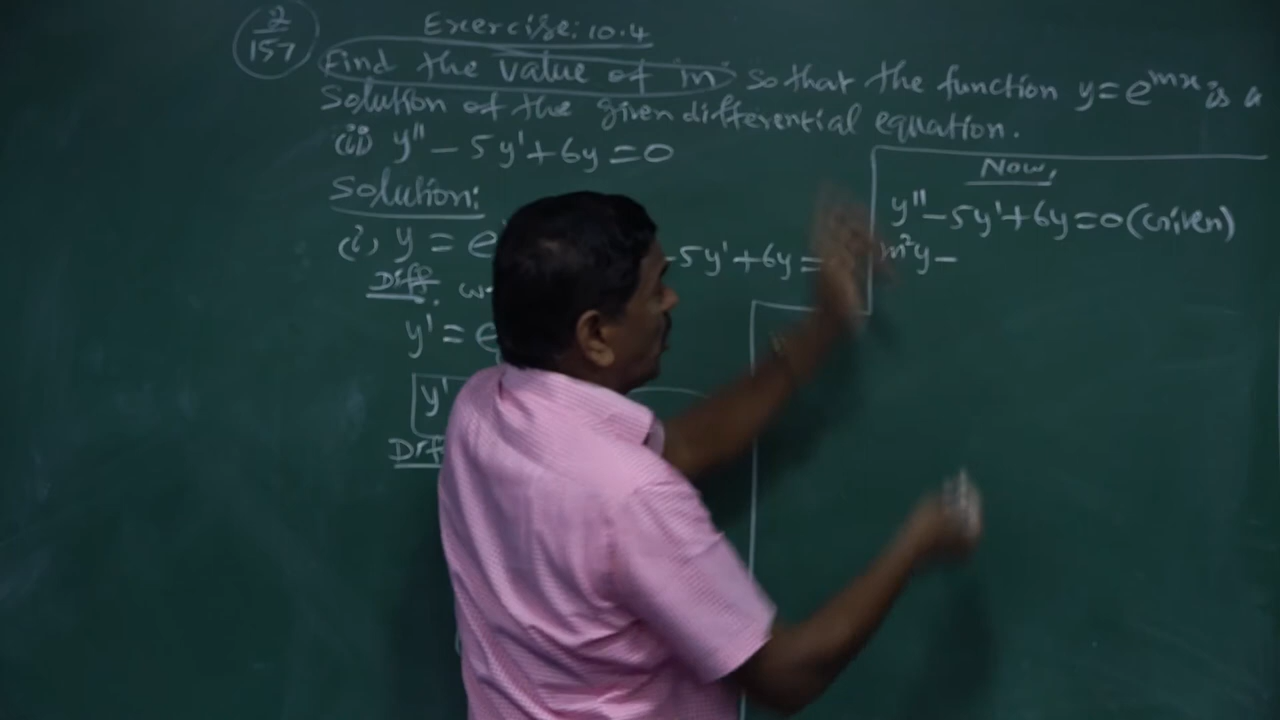 2/157
Exercise: 10.4
Find the value of 'm' so that the function y = e^mx is a
Solution of the given differential equation.
(ii) y'' - 5y' + 6y = 0
Solution:
(i), y = e
- 5y' + 6y =
Diff.
y' = e
y'
Now,
y'' - 5y' + 6y = 0 (Given)
m²y -